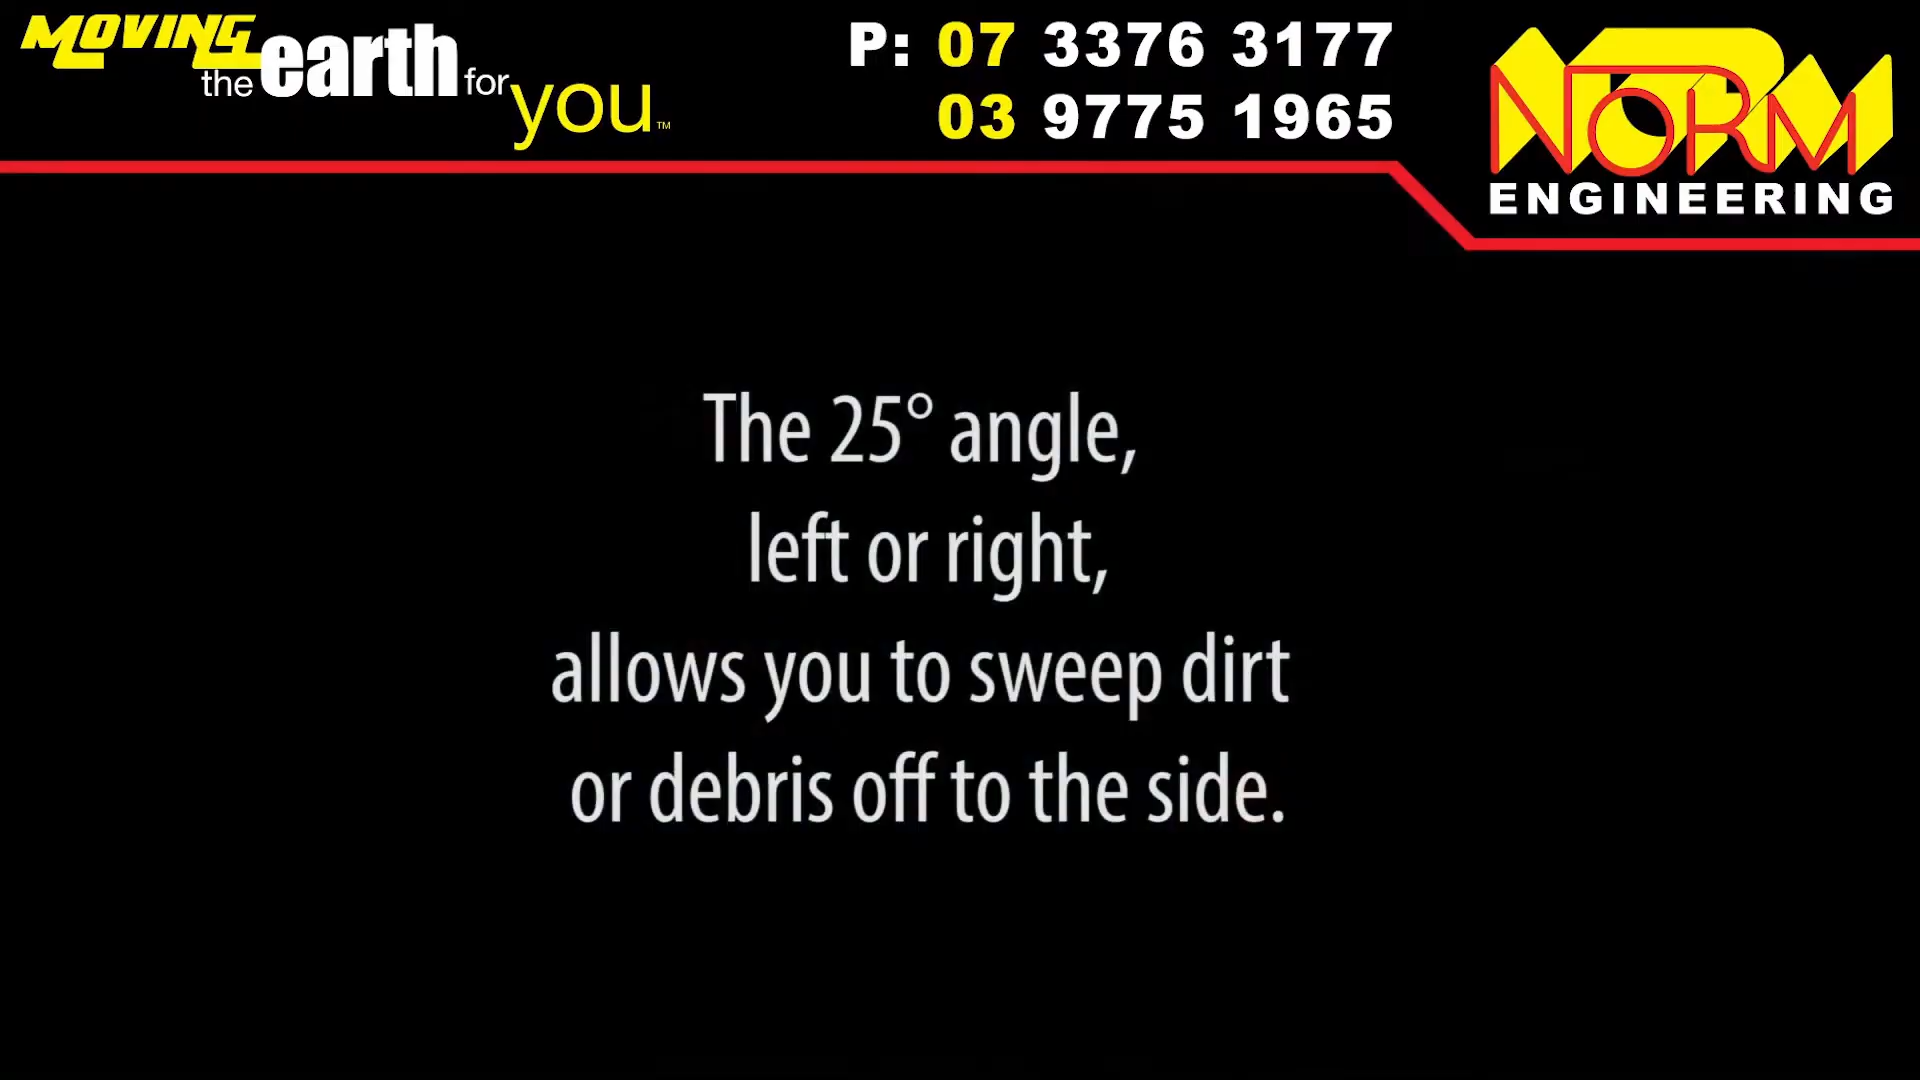 MOVING
the earth for you™
P: 07 3376 3177
03 9775 1965
NORM
ENGINEERING
The 25° angle,
left or right,
allows you to sweep dirt
or debris off to the side.